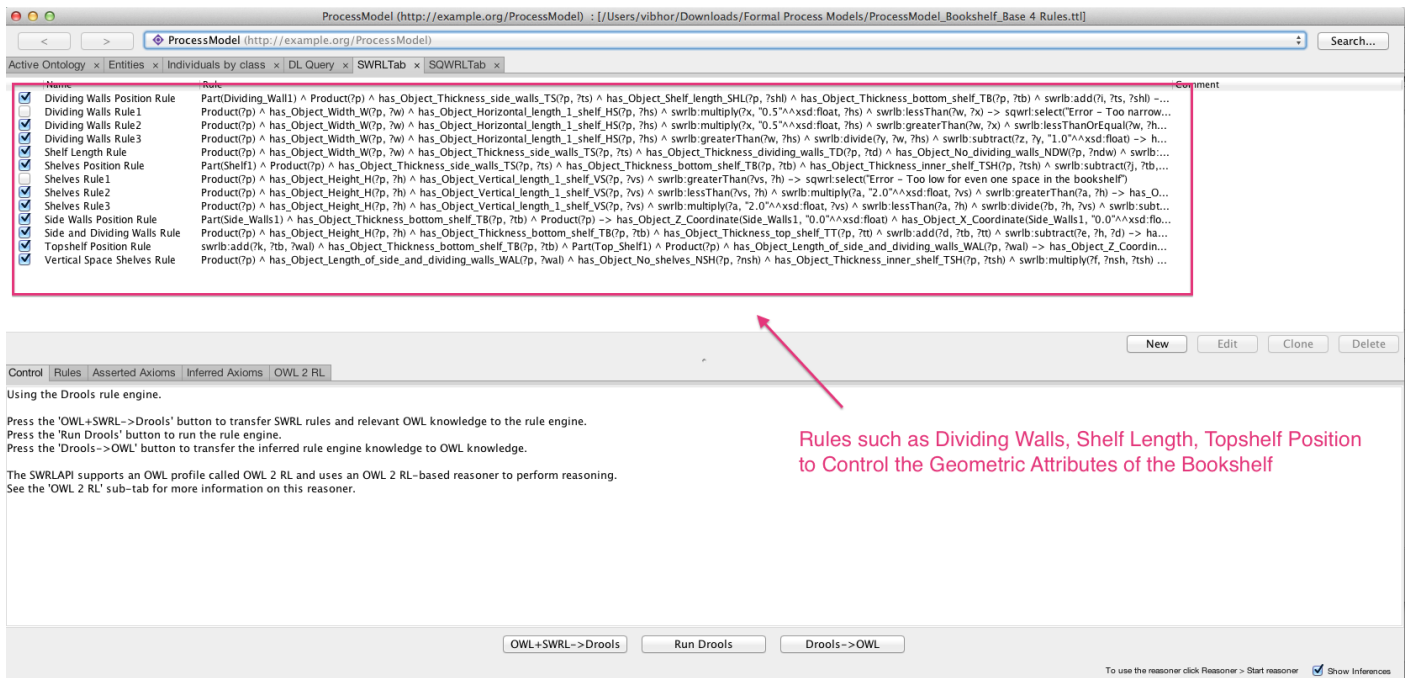 ProcessModel (http://example.org/ProcessModel) : [/Users/vibhor/Downloads/Formal Process Models/ProcessModel_Bookshelf_Base 4 Rules.ttl]
< > ProcessModel (http://example.org/ProcessModel) Search...
Active Ontology × Entities × Individuals by class × DL Query × SWRLTab × SQWRLTab ×
Name Rule Comment
Dividing Walls Position Rule Part(Dividing_Wall1) ^ Product(?p) ^ has_Object_Thickness_side_walls_TS(?p, ?ts) ^ has_Object_Shelf_length_SHL(?p, ?shl) ^ has_Object_Thickness_bottom_shelf_TB(?p, ?tb) ^ swrlb:add(?i, ?ts, ?shl) -...
Dividing Walls Rule1 Product(?p) ^ has_Object_Width_W(?p, ?w) ^ has_Object_Horizontal_length_1_shelf_HS(?p, ?hs) ^ swrlb:multiply(?x, "0.5"^^xsd:float, ?hs) ^ swrlb:lessThan(?w, ?x) -> sqwrl:select("Error - Too narrow...
Dividing Walls Rule2 Product(?p) ^ has_Object_Width_W(?p, ?w) ^ has_Object_Horizontal_length_1_shelf_HS(?p, ?hs) ^ swrlb:multiply(?x, "0.5"^^xsd:float, ?hs) ^ swrlb:greaterThan(?w, ?x) ^ swrlb:lessThanOrEqual(?w, ?h...
Dividing Walls Rule3 Product(?p) ^ has_Object_Width_W(?p, ?w) ^ has_Object_Horizontal_length_1_shelf_HS(?p, ?hs) ^ swrlb:greaterThan(?w, ?hs) ^ swrlb:divide(?y, ?w, ?hs) ^ swrlb:subtract(?z, ?y, "1.0"^^xsd:float) -> h...
Shelf Length Rule Product(?p) ^ has_Object_Width_W(?p, ?w) ^ has_Object_Thickness_side_walls_TS(?p, ?ts) ^ has_Object_Thickness_dividing_walls_TD(?p, ?td) ^ has_Object_No_dividing_walls_NDW(?p, ?ndw) ^ swrlb:...
Shelves Position Rule Part(Shelf1) ^ Product(?p) ^ has_Object_Thickness_side_walls_TS(?p, ?ts) ^ has_Object_Thickness_bottom_shelf_TB(?p, ?tb) ^ has_Object_Thickness_inner_shelf_TSH(?p, ?tsh) ^ swrlb:subtract(?j, ?tb,...
Shelves Rule1 Product(?p) ^ has_Object_Height_H(?p, ?h) ^ has_Object_Vertical_length_1_shelf_VS(?p, ?vs) ^ swrlb:greaterThan(?vs, ?h) -> sqwrl:select("Error - Too low for even one space in the bookshelf")
Shelves Rule2 Product(?p) ^ has_Object_Height_H(?p, ?h) ^ has_Object_Vertical_length_1_shelf_VS(?p, ?vs) ^ swrlb:lessThan(?vs, ?h) ^ swrlb:multiply(?a, "2.0"^^xsd:float, ?vs) ^ swrlb:greaterThan(?a, ?h) -> has_O...
Shelves Rule3 Product(?p) ^ has_Object_Height_H(?p, ?h) ^ has_Object_Vertical_length_1_shelf_VS(?p, ?vs) ^ swrlb:multiply(?a, "2.0"^^xsd:float, ?vs) ^ swrlb:lessThan(?a, ?h) ^ swrlb:divide(?b, ?h, ?vs) ^ swrlb:subt...
Side Walls Position Rule Part(Side_Walls1) ^ has_Object_Thickness_bottom_shelf_TB(?p, ?tb) ^ Product(?p) -> has_Object_Z_Coordinate(Side_Walls1, "0.0"^^xsd:float) ^ has_Object_X_Coordinate(Side_Walls1, "0.0"^^xsd:flo...
Side and Dividing Walls Rule Product(?p) ^ has_Object_Height_H(?p, ?h) ^ has_Object_Thickness_bottom_shelf_TB(?p, ?tb) ^ has_Object_Thickness_top_shelf_TT(?p, ?tt) ^ swrlb:add(?d, ?tb, ?tt) ^ swrlb:subtract(?e, ?h, ?d) -> ha...
Topshelf Position Rule swrlb:add(?k, ?tb, ?wal) ^ has_Object_Thickness_bottom_shelf_TB(?p, ?tb) ^ Part(Top_Shelf1) ^ Product(?p) ^ has_Object_Length_of_side_and_dividing_walls_WAL(?p, ?wal) -> has_Object_Z_Coordin...
Vertical Space Shelves Rule Product(?p) ^ has_Object_Length_of_side_and_dividing_walls_WAL(?p, ?wal) ^ has_Object_No_shelves_NSH(?p, ?nsh) ^ has_Object_Thickness_inner_shelf_TSH(?p, ?tsh) ^ swrlb:multiply(?f, ?nsh, ?tsh) ...
New Edit Clone Delete
Control Rules Asserted Axioms Inferred Axioms OWL 2 RL
Using the Drools rule engine.
Press the 'OWL+SWRL->Drools' button to transfer SWRL rules and relevant OWL knowledge to the rule engine.
Press the 'Run Drools' button to run the rule engine.
Press the 'Drools->OWL' button to transfer the inferred rule engine knowledge to OWL knowledge.
The SWRLAPI supports an OWL profile called OWL 2 RL and uses an OWL 2 RL-based reasoner to perform reasoning.
See the 'OWL 2 RL' sub-tab for more information on this reasoner.
Rules such as Dividing Walls, Shelf Length, Topshelf Position
to Control the Geometric Attributes of the Bookshelf
OWL+SWRL->Drools Run Drools Drools->OWL
To use the reasoner click Reasoner > Start reasoner Show Inferences